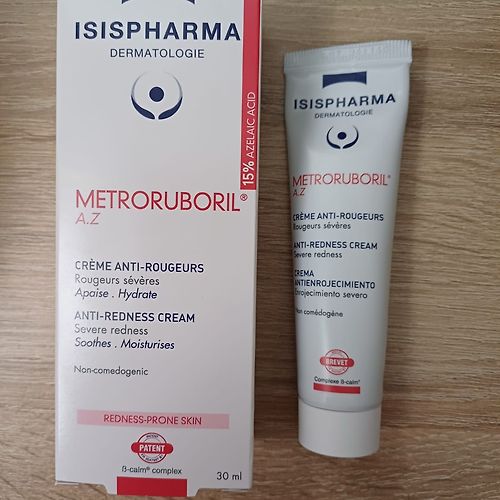 ISISPHARMA
DERMATOLOGIE
15% AZELAIC ACID
METRORUBORIL®
A.Z
CRÈME ANTI-ROUGEURS
Rougeurs sévères
Apaise . Hydrate
ANTI-REDNESS CREAM
Severe redness
Soothes . Moisturises
Non-comedogenic
REDNESS-PRONE SKIN
PATENT
ß-calm® complex
30 ml
ISISPHARMA
DERMATOLOGIE
METRORUBORIL®
A.Z
CRÈME ANTI-ROUGEURS
Rougeurs sévères
ANTI-REDNESS CREAM
Severe redness
CREMA
ANTIENROJECIMIENTO
Enrojecimiento severo
Non comédogène
BREVET
Complexe ß-calm®